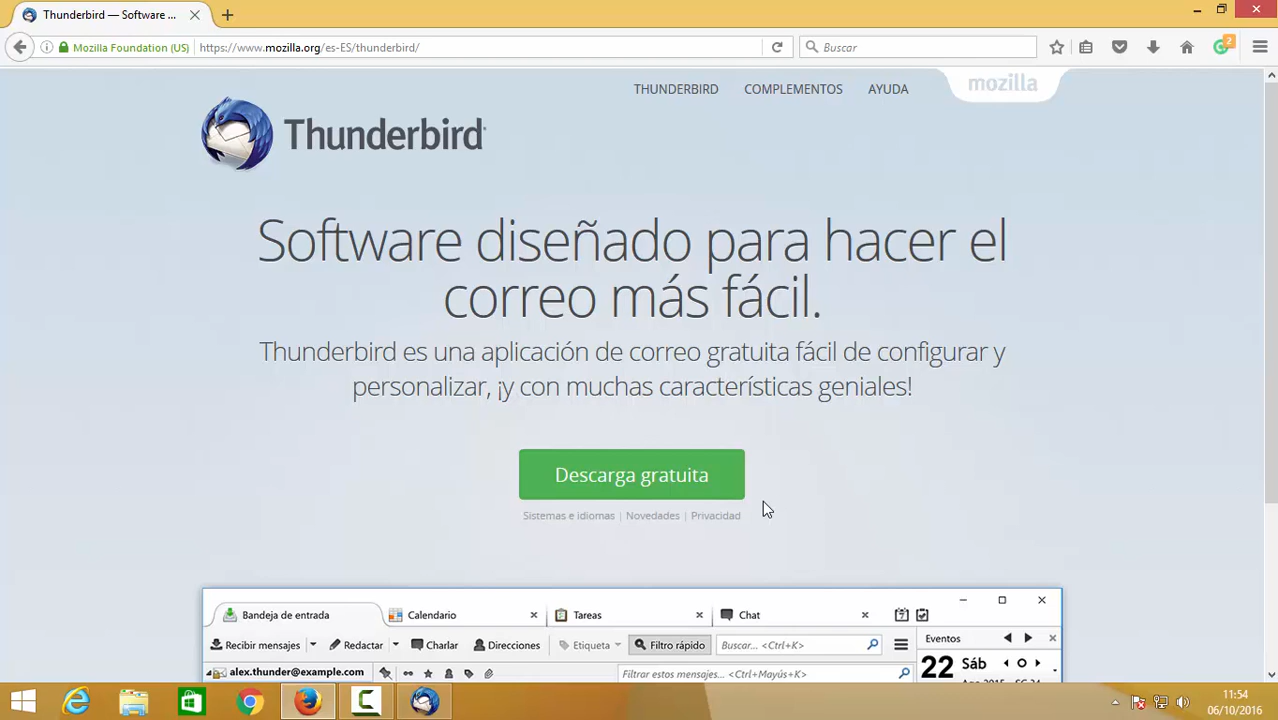 Thunderbird — Software ...
Mozilla Foundation (US)
https://www.mozilla.org/es-ES/thunderbird/
Buscar
2
THUNDERBIRD
COMPLEMENTOS
AYUDA
mozilla
Thunderbird
Software diseñado para hacer el
correo más fácil.
Thunderbird es una aplicación de correo gratuita fácil de configurar y
personalizar, ¡y con muchas características geniales!
Descarga gratuita
Sistemas e idiomas | Novedades | Privacidad
Bandeja de entrada
Calendario
Tareas
Chat
Recibir mensajes
Redactar
Charlar
Direcciones
Etiqueta
Filtro rápido
Buscar... <Ctrl+K>
Eventos
alex.thunder@example.com
Filtrar estos mensajes... <Ctrl+Mayús+K>
22 Sáb
11:54
06/10/2016